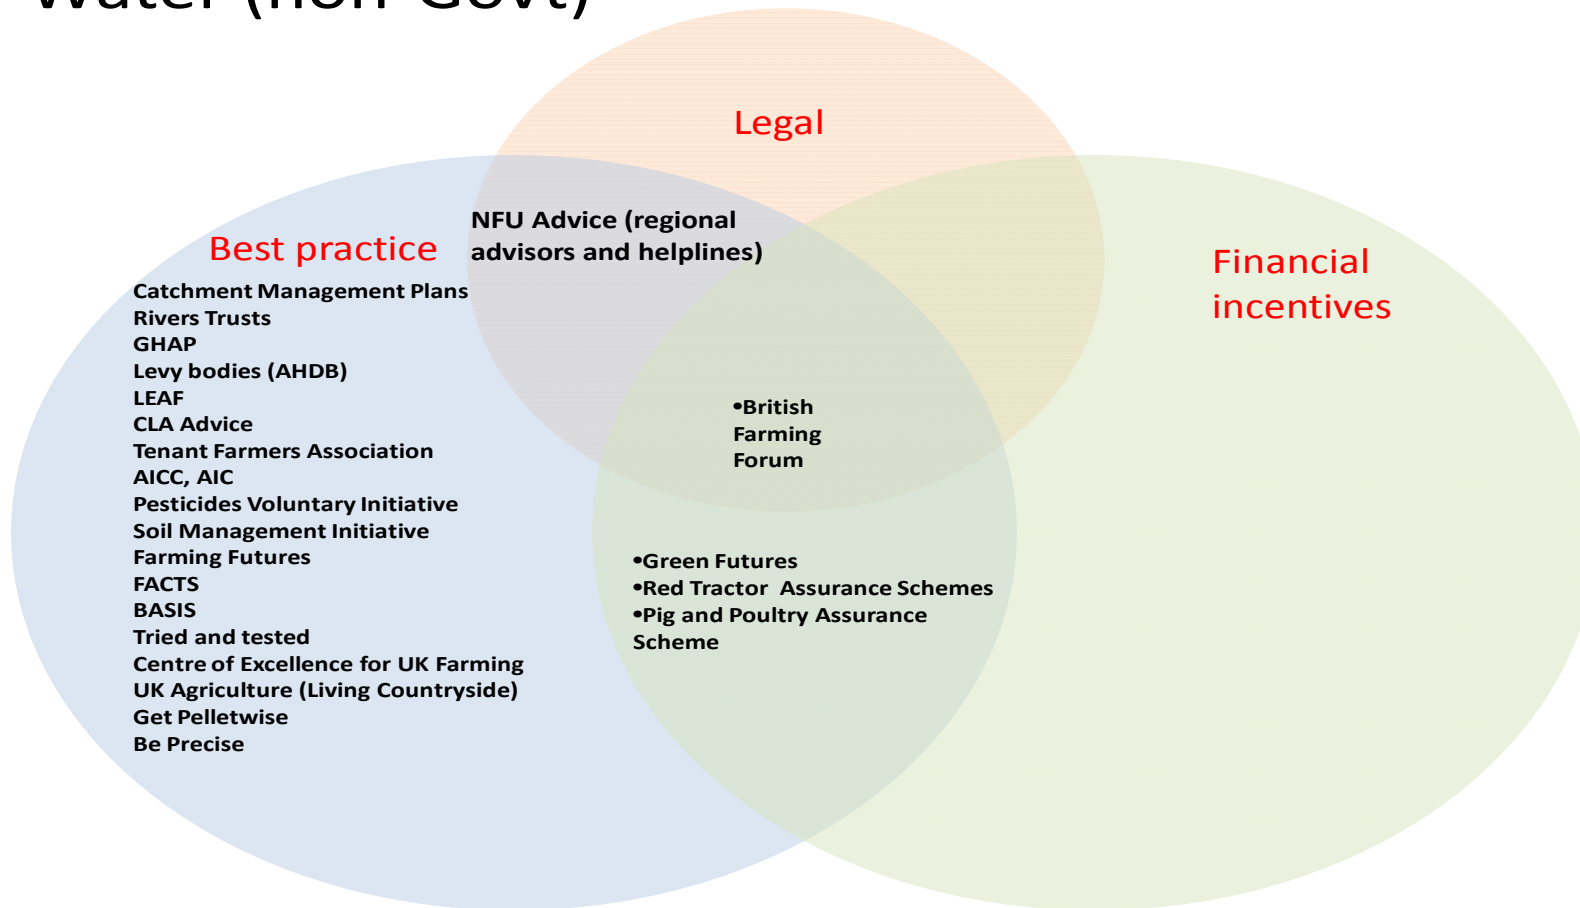 Water (non-Govt)
Legal
NFU Advice (regional
advisors and helplines)
Best practice
Financial
incentives
Catchment Management Plans
Rivers Trusts
GHAP
Levy bodies (AHDB)
LEAF
CLA Advice
Tenant Farmers Association
AICC, AIC
Pesticides Voluntary Initiative
Soil Management Initiative
Farming Futures
FACTS
BASIS
Tried and tested
Centre of Excellence for UK Farming
UK Agriculture (Living Countryside)
Get Pelletwise
Be Precise
•British
Farming
Forum
•Green Futures
•Red Tractor Assurance Schemes
•Pig and Poultry Assurance
Scheme